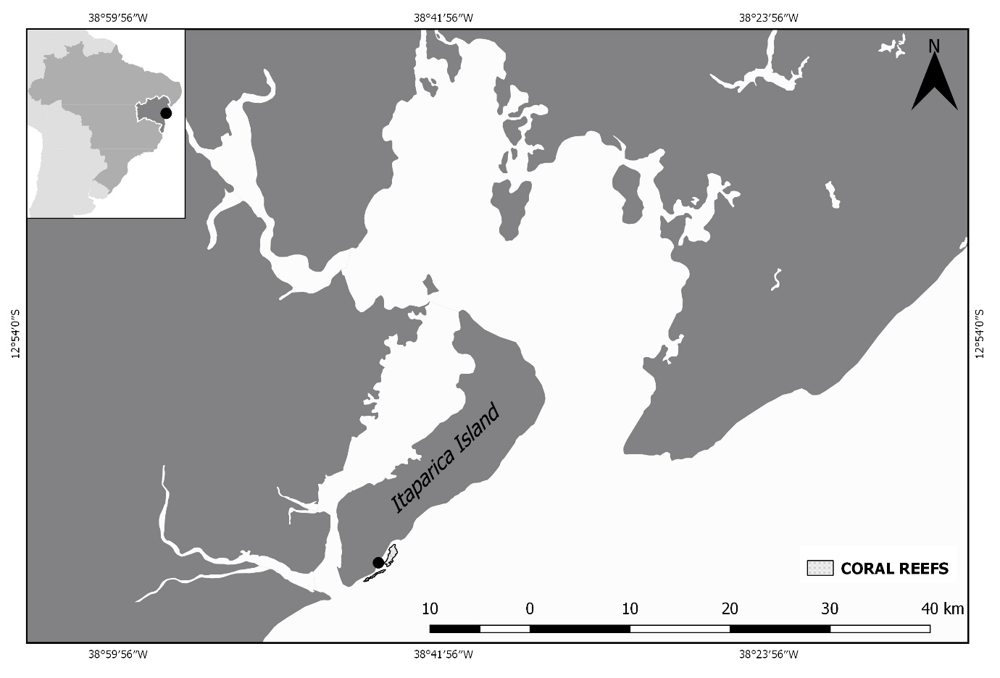 38°59′56″W 38°41′56″W 38°23′56″W
N
12°54′0″S
12°54′0″S
Itaparica Island
CORAL REEFS
10 0 10 20 30 40 km
38°59′56″W 38°41′56″W 38°23′56″W